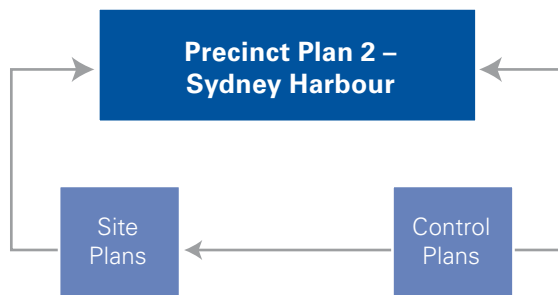 Precinct Plan 2 –
Sydney Harbour
Site
Plans
Control
Plans